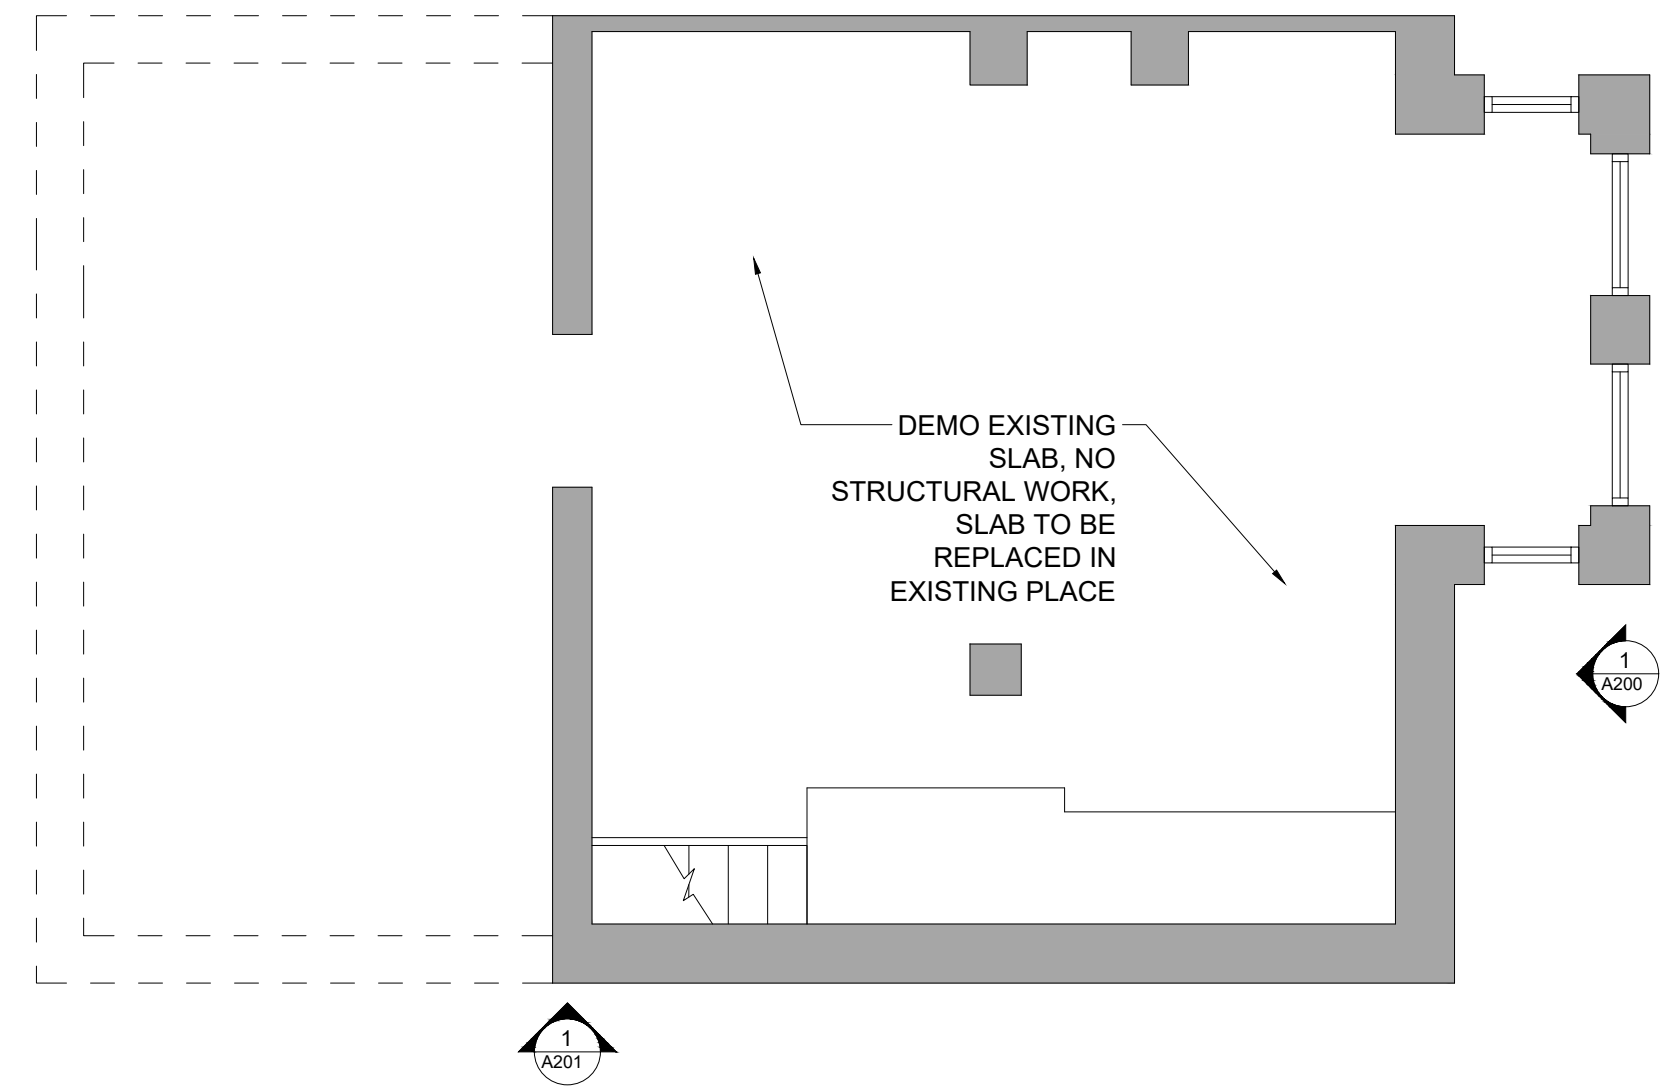 DEMO EXISTING
SLAB, NO
STRUCTURAL WORK,
SLAB TO BE
REPLACED IN
EXISTING PLACE
1
A200
1
A201